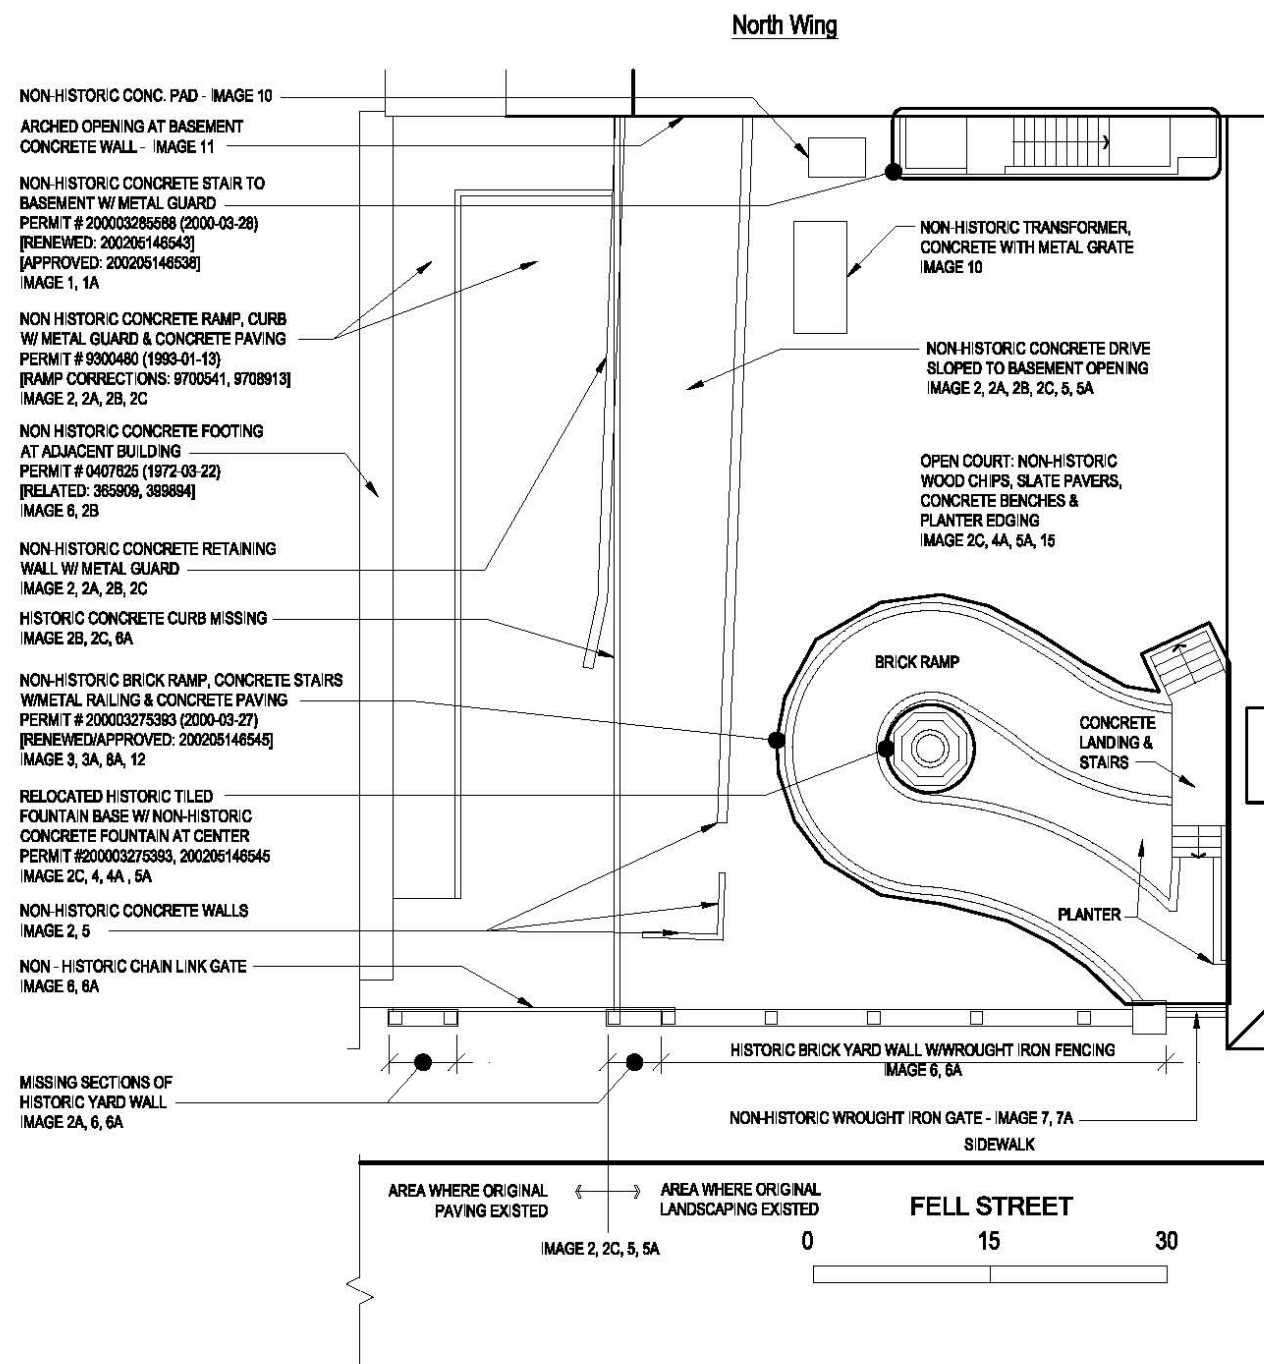 North Wing
NON-HISTORIC CONC. PAD - IMAGE 10
ARCHED OPENING AT BASEMENT
CONCRETE WALL - IMAGE 11
NON-HISTORIC CONCRETE STAIR TO
BASEMENT W/ METAL GUARD
PERMIT # 200003285588 (2000-03-28)
[RENEWED: 200205146543]
[APPROVED: 200205146538]
IMAGE 1, 1A
NON HISTORIC CONCRETE RAMP, CURB
W/ METAL GUARD & CONCRETE PAVING
PERMIT # 9300480 (1993-01-13)
[RAMP CORRECTIONS: 9700541, 9708913]
IMAGE 2, 2A, 2B, 2C
NON HISTORIC CONCRETE FOOTING
AT ADJACENT BUILDING
PERMIT # 0407625 (1972-03-22)
[RELATED: 365909, 399894]
IMAGE 6, 2B
NON-HISTORIC CONCRETE RETAINING
WALL W/ METAL GUARD
IMAGE 2, 2A, 2B, 2C
HISTORIC CONCRETE CURB MISSING
IMAGE 2B, 2C, 6A
NON-HISTORIC BRICK RAMP, CONCRETE STAIRS
W/METAL RAILING & CONCRETE PAVING
PERMIT # 200003275393 (2000-03-27)
[RENEWED/APPROVED: 200205146545]
IMAGE 3, 3A, 8A, 12
RELOCATED HISTORIC TILED
FOUNTAIN BASE W/ NON-HISTORIC
CONCRETE FOUNTAIN AT CENTER
PERMIT #200003275393, 200205146545
IMAGE 2C, 4, 4A , 5A
NON-HISTORIC CONCRETE WALLS
IMAGE 2, 5
NON - HISTORIC CHAIN LINK GATE
IMAGE 6, 6A
MISSING SECTIONS OF
HISTORIC YARD WALL
IMAGE 2A, 6, 6A
NON-HISTORIC TRANSFORMER,
CONCRETE WITH METAL GRATE
IMAGE 10
NON-HISTORIC CONCRETE DRIVE
SLOPED TO BASEMENT OPENING
IMAGE 2, 2A, 2B, 2C, 5, 5A
OPEN COURT: NON-HISTORIC
WOOD CHIPS, SLATE PAVERS,
CONCRETE BENCHES &
PLANTER EDGING
IMAGE 2C, 4A, 5A, 15
BRICK RAMP
CONCRETE
LANDING &
STAIRS
PLANTER
HISTORIC BRICK YARD WALL W/WROUGHT IRON FENCING
IMAGE 6, 6A
NON-HISTORIC WROUGHT IRON GATE - IMAGE 7, 7A
SIDEWALK
AREA WHERE ORIGINAL
PAVING EXISTED
AREA WHERE ORIGINAL
LANDSCAPING EXISTED
IMAGE 2, 2C, 5, 5A
FELL STREET
0 15 30